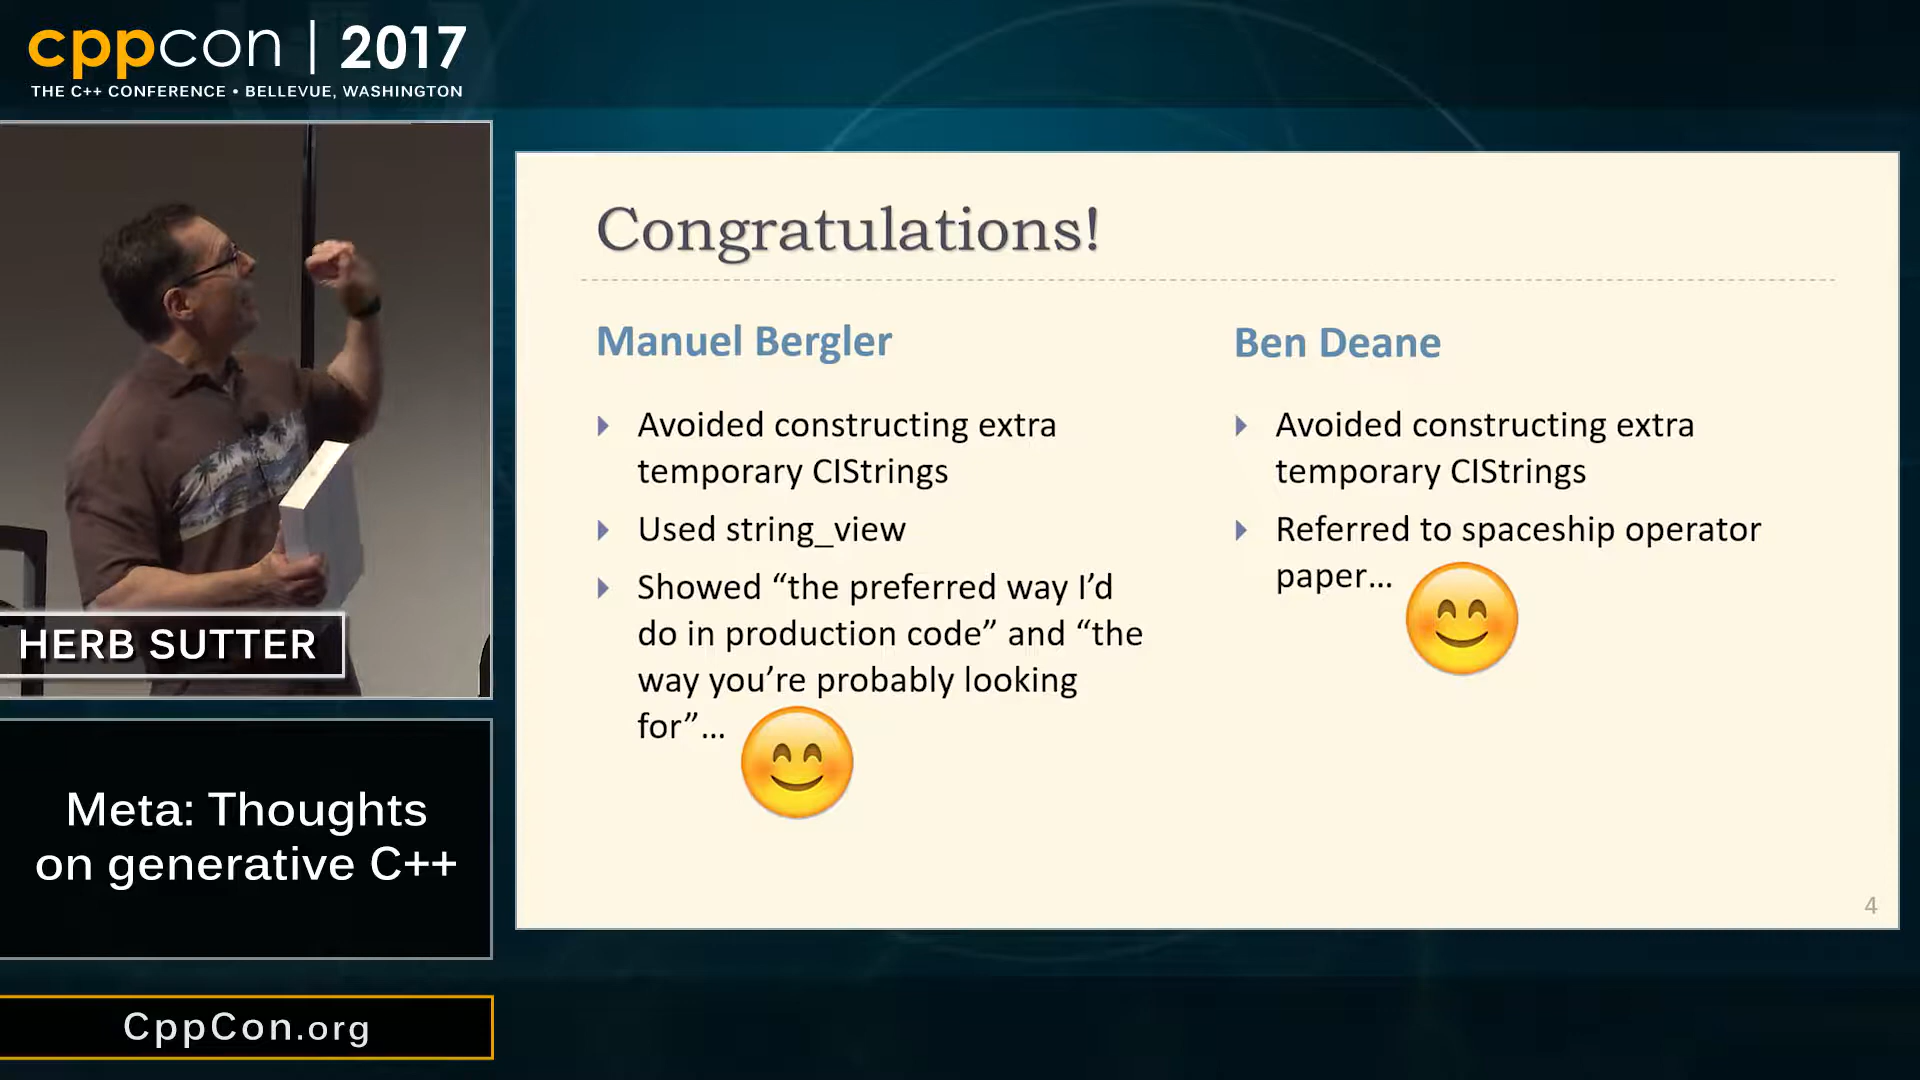 cppcon | 2017
THE C++ CONFERENCE • BELLEVUE, WASHINGTON
HERB SUTTER
Meta: Thoughts
on generative C++
CppCon.org
Congratulations!
Manuel Bergler
Avoided constructing extra
temporary CIStrings
Used string_view
Showed “the preferred way I’d
do in production code” and “the
way you’re probably looking
for”…
Ben Deane
Avoided constructing extra
temporary CIStrings
Referred to spaceship operator
paper…
4